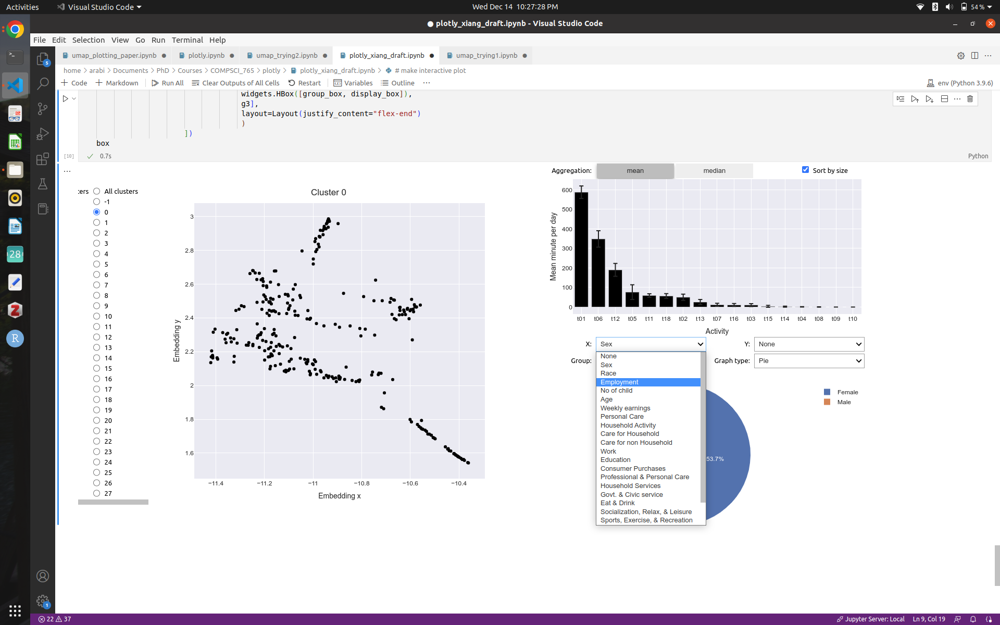 Activities
Visual Studio Code
Wed Dec 14 10:27:28 PM
54 %
● plotly_xiang_draft.ipynb - Visual Studio Code
File Edit Selection View Go Run Terminal Help
umap_plotting_paper.ipynb ●
plotly.ipynb ●
umap_trying2.ipynb ●
plotly_xiang_draft.ipynb ●
umap_trying1.ipynb ●
home > arabi > Documents > PhD > Courses > COMPSCI_765 > plotly > plotly_xiang_draft.ipynb > # make interactive plot
+ Code + Markdown Run All Clear Outputs of All Cells Restart Variables Outline ···
env (Python 3.9.6)
widgets.HBox([group_box, display_box]),
g3],
layout=Layout(justify_content="flex-end")
)
])
box
[10] 0.7s
Python
5
28
Z
R
1
ters
All clusters
-1
0
1
2
3
4
5
6
7
8
9
10
11
12
13
14
15
16
17
18
19
20
21
22
23
24
25
26
27
Cluster 0
Embedding y
3
2.8
2.6
2.4
2.2
2
1.8
1.6
−11.4 −11.2 −11 −10.8 −10.6 −10.4
Embedding x
Aggregation: mean median
Sort by size
Mean minute per day
600
500
400
300
200
100
0
t01 t06 t12 t05 t11 t18 t02 t13 t07 t16 t03 t15 t14 t04 t08 t09 t10
Activity
X: Sex
Y: None
Group:
Graph type: Pie
None
Sex
Race
Employment
No of child
Age
Weekly earnings
Personal Care
Household Activity
Care for Household
Care for non Household
Work
Education
Consumer Purchases
Professional & Personal Care
Household Services
Govt. & Civic service
Eat & Drink
Socialization, Relax, & Leisure
Sports, Exercise, & Recreation
Female
Male
53.7%
22 37
Jupyter Server: Local
Ln 9, Col 19